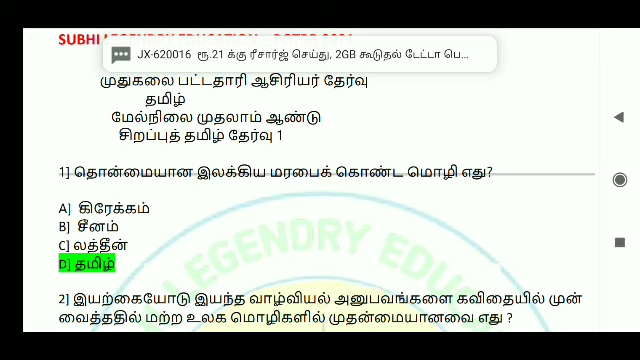 SUBHI LEGENDRY EDUCATION
JX-620016 ரூ.21 க்கு ரீசார்ஜ் செய்து, 2GB கூடுதல் டேட்டா பெ...
முதுகலை பட்டதாரி ஆசிரியர் தேர்வு
தமிழ்
மேல்நிலை முதலாம் ஆண்டு
சிறப்புத் தமிழ் தேர்வு 1
1] தொன்மையான இலக்கிய மரபைக் கொண்ட மொழி எது?
A] கிரேக்கம்
B] சீனம்
C] லத்தீன்
D] தமிழ்
2] இயற்கையோடு இயந்த வாழ்வியல் அனுபவங்களை கவிதையில் முன்
வைத்ததில் மற்ற உலக மொழிகளில் முதன்மையானவை எது ?
LEGENDRY EDUC